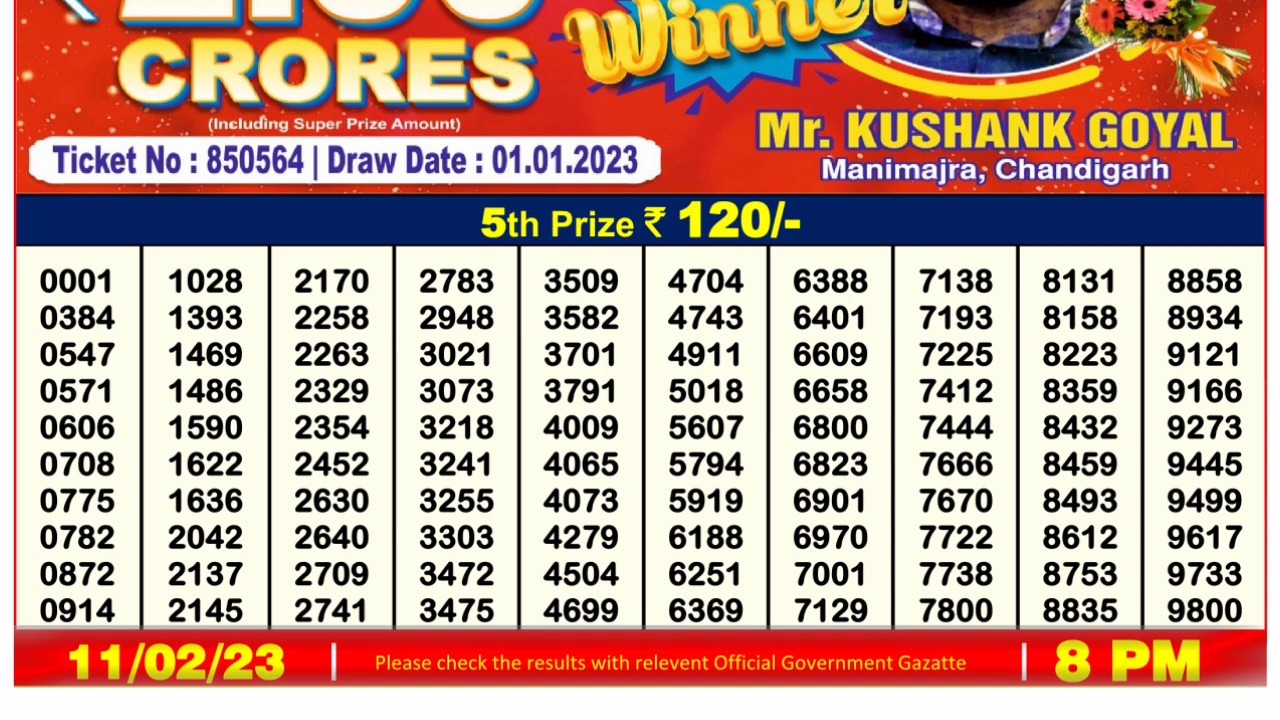 CRORES
Winner
(Including Super Prize Amount)
Ticket No : 850564 | Draw Date : 01.01.2023
Mr. KUSHANK GOYAL
Manimajra, Chandigarh
5th Prize ₹ 120/-
0001 1028 2170 2783 3509 4704 6388 7138 8131 8858
0384 1393 2258 2948 3582 4743 6401 7193 8158 8934
0547 1469 2263 3021 3701 4911 6609 7225 8223 9121
0571 1486 2329 3073 3791 5018 6658 7412 8359 9166
0606 1590 2354 3218 4009 5607 6800 7444 8432 9273
0708 1622 2452 3241 4065 5794 6823 7666 8459 9445
0775 1636 2630 3255 4073 5919 6901 7670 8493 9499
0782 2042 2640 3303 4279 6188 6970 7722 8612 9617
0872 2137 2709 3472 4504 6251 7001 7738 8753 9733
0914 2145 2741 3475 4699 6369 7129 7800 8835 9800
11/02/23 | Please check the results with relevent Official Government Gazatte | 8 PM